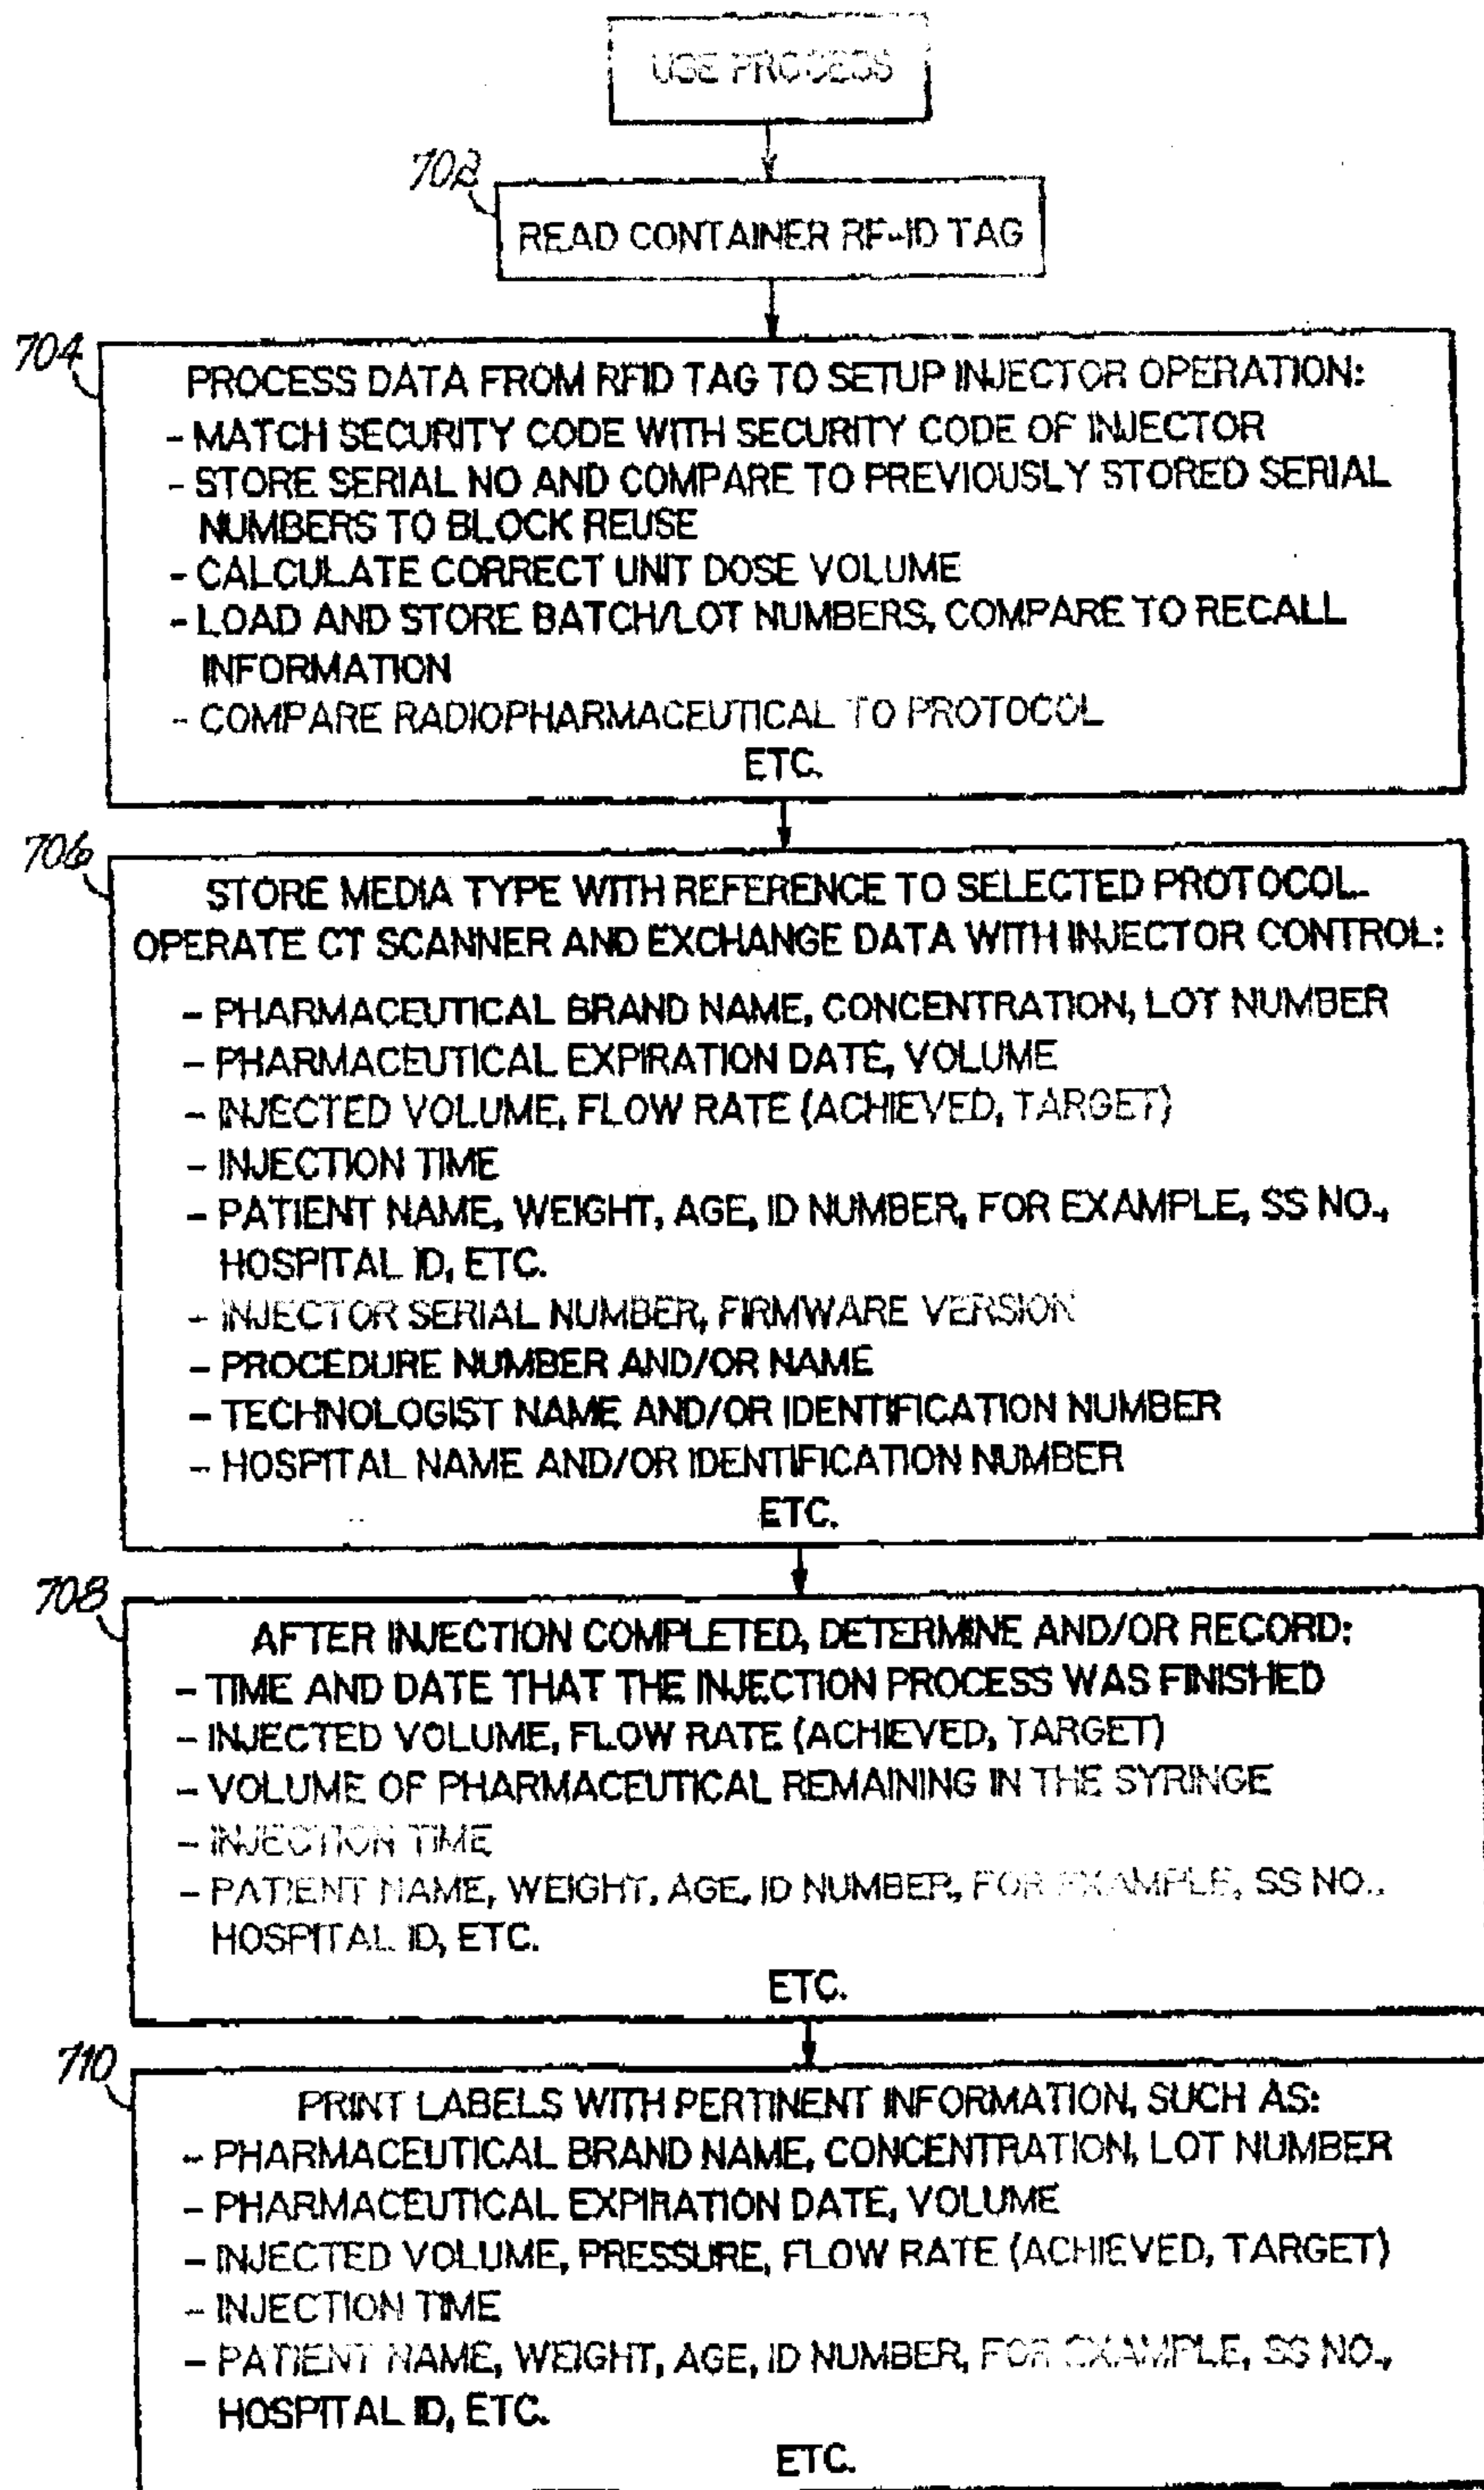 USE PROCESS
702
READ CONTAINER RF-ID TAG
704
PROCESS DATA FROM RFID TAG TO SETUP INJECTOR OPERATION:
- MATCH SECURITY CODE WITH SECURITY CODE OF INJECTOR
- STORE SERIAL NO AND COMPARE TO PREVIOUSLY STORED SERIAL
NUMBERS TO BLOCK REUSE
- CALCULATE CORRECT UNIT DOSE VOLUME
- LOAD AND STORE BATCH/LOT NUMBERS, COMPARE TO RECALL
INFORMATION
- COMPARE RADIOPHARMACEUTICAL TO PROTOCOL
ETC.
706
STORE MEDIA TYPE WITH REFERENCE TO SELECTED PROTOCOL.
OPERATE CT SCANNER AND EXCHANGE DATA WITH INJECTOR CONTROL:
- PHARMACEUTICAL BRAND NAME, CONCENTRATION, LOT NUMBER
- PHARMACEUTICAL EXPIRATION DATE, VOLUME
- INJECTED VOLUME, FLOW RATE (ACHIEVED, TARGET)
- INJECTION TIME
- PATIENT NAME, WEIGHT, AGE, ID NUMBER, FOR EXAMPLE, SS NO.,
HOSPITAL ID, ETC.
- INJECTOR SERIAL NUMBER, FIRMWARE VERSION
- PROCEDURE NUMBER AND/OR NAME
- TECHNOLOGIST NAME AND/OR IDENTIFICATION NUMBER
- HOSPITAL NAME AND/OR IDENTIFICATION NUMBER
ETC.
708
AFTER INJECTION COMPLETED, DETERMINE AND/OR RECORD:
- TIME AND DATE THAT THE INJECTION PROCESS WAS FINISHED
- INJECTED VOLUME, FLOW RATE (ACHIEVED, TARGET)
- VOLUME OF PHARMACEUTICAL REMAINING IN THE SYRINGE
- INJECTION TIME
- PATIENT NAME, WEIGHT, AGE, ID NUMBER, FOR EXAMPLE, SS NO.,
HOSPITAL ID, ETC.
ETC.
710
PRINT LABELS WITH PERTINENT INFORMATION, SUCH AS:
- PHARMACEUTICAL BRAND NAME, CONCENTRATION, LOT NUMBER
- PHARMACEUTICAL EXPIRATION DATE, VOLUME
- INJECTED VOLUME, PRESSURE, FLOW RATE (ACHIEVED, TARGET)
- INJECTION TIME
- PATIENT NAME, WEIGHT, AGE, ID NUMBER, FOR EXAMPLE, SS NO.,
HOSPITAL ID, ETC.
ETC.